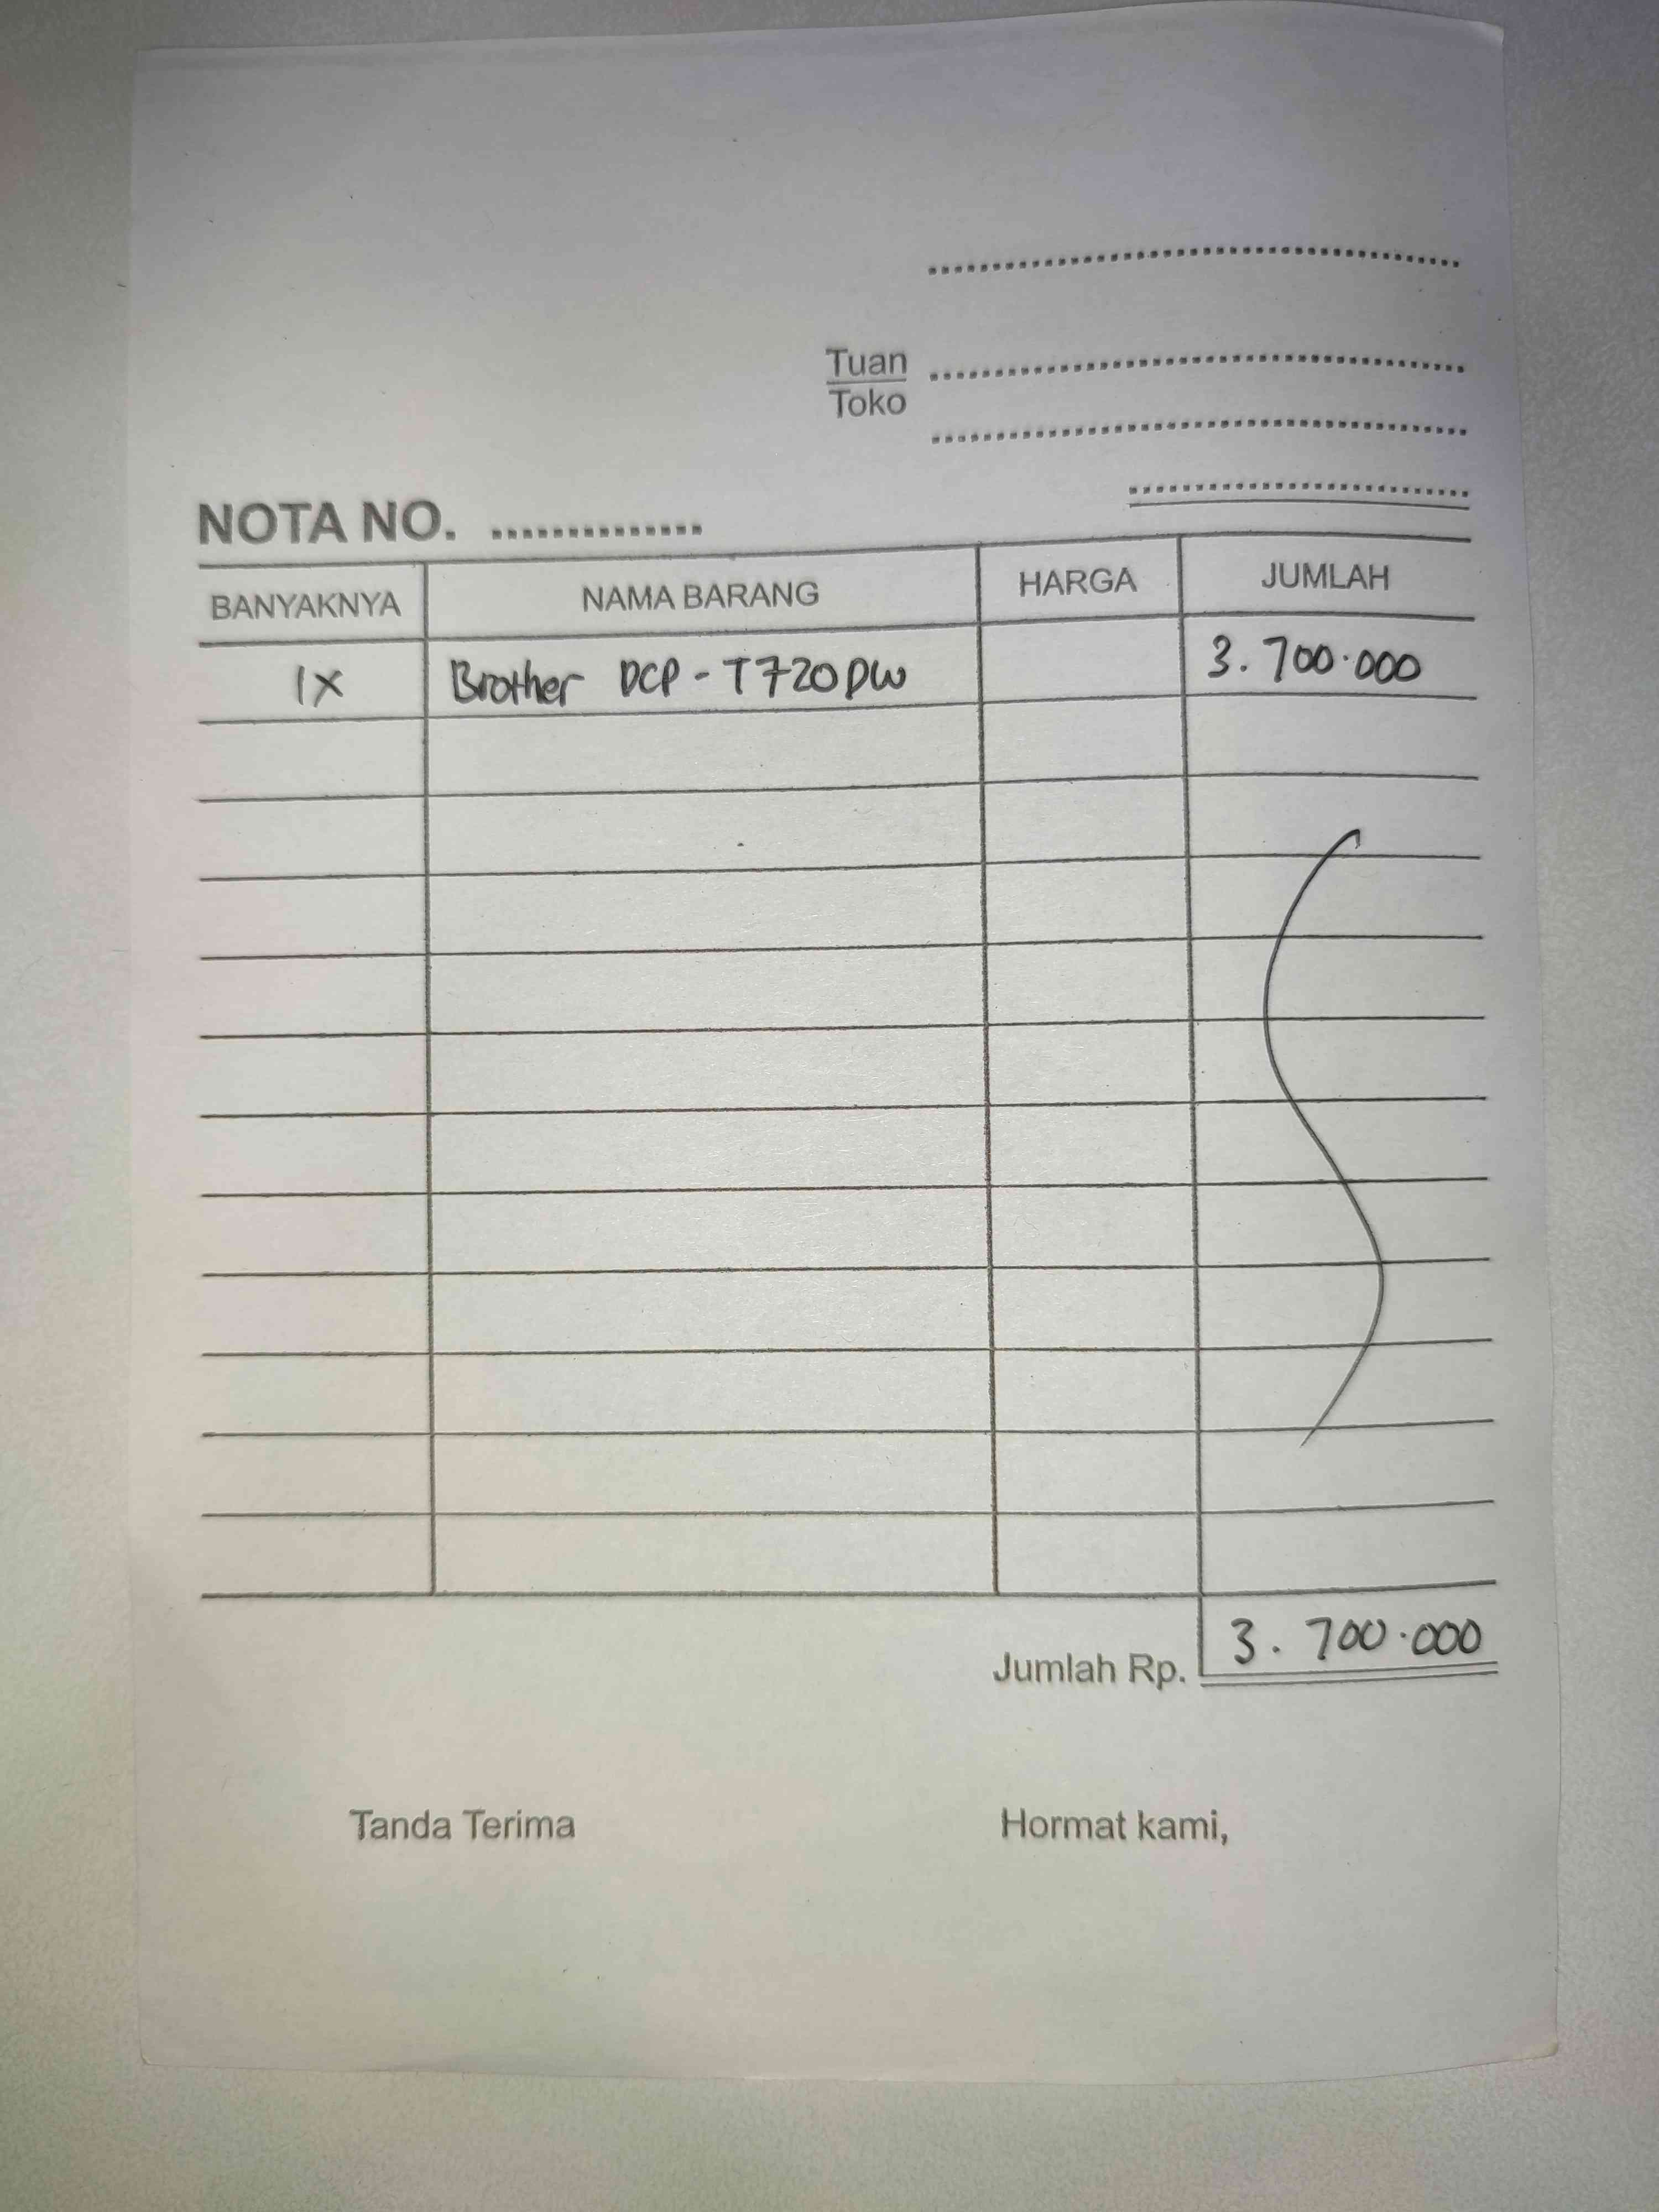 Tuan
Toko
NOTA NO. ..............
BANYAKNYA NAMA BARANG HARGA JUMLAH
1X Brother DCP-T720DW 3.700.000
Jumlah Rp. 3.700.000
Tanda Terima Hormat kami,